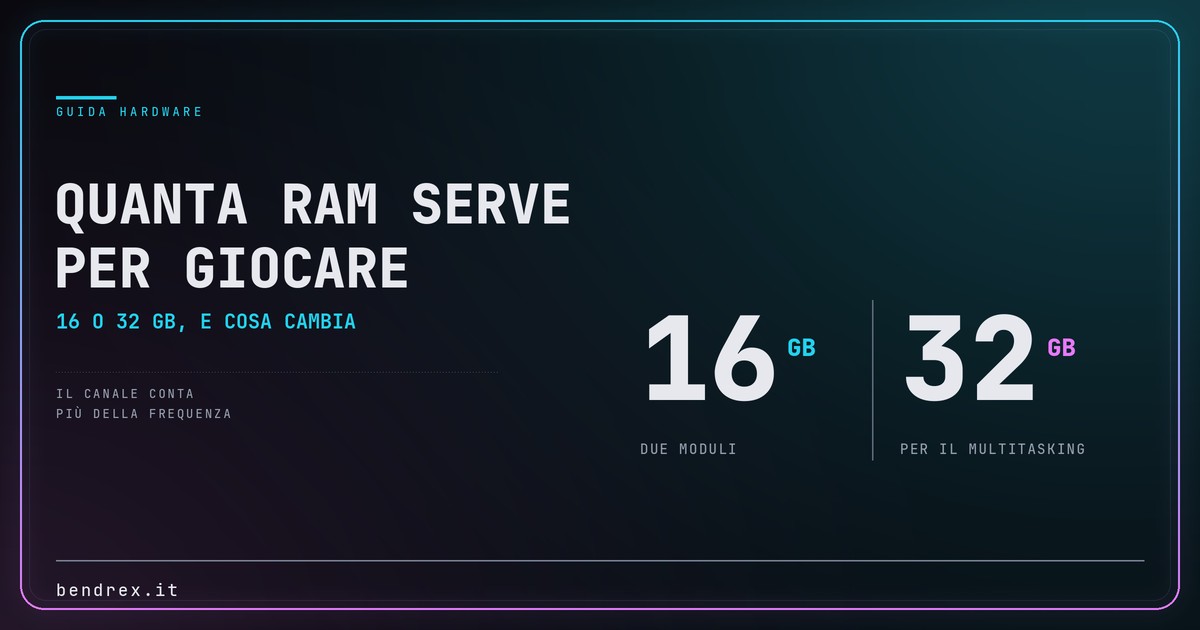 GUIDA HARDWARE
QUANTA RAM SERVE
PER GIOCARE
16 O 32 GB, E COSA CAMBIA
IL CANALE CONTA
PIÙ DELLA FREQUENZA
16 GB
DUE MODULI
32 GB
PER IL MULTITASKING
bendrex.it